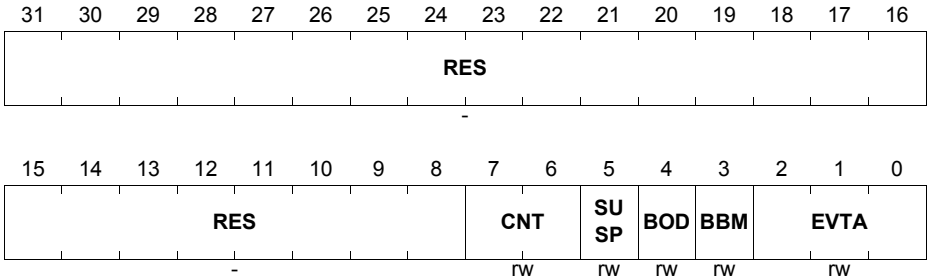 31 30 29 28 27 26 25 24 23 22 21 20 19 18 17 16
RES
-
15 14 13 12 11 10 9 8 7 6 5 4 3 2 1 0
RES CNT SU SP BOD BBM EVTA
- rw rw rw rw rw